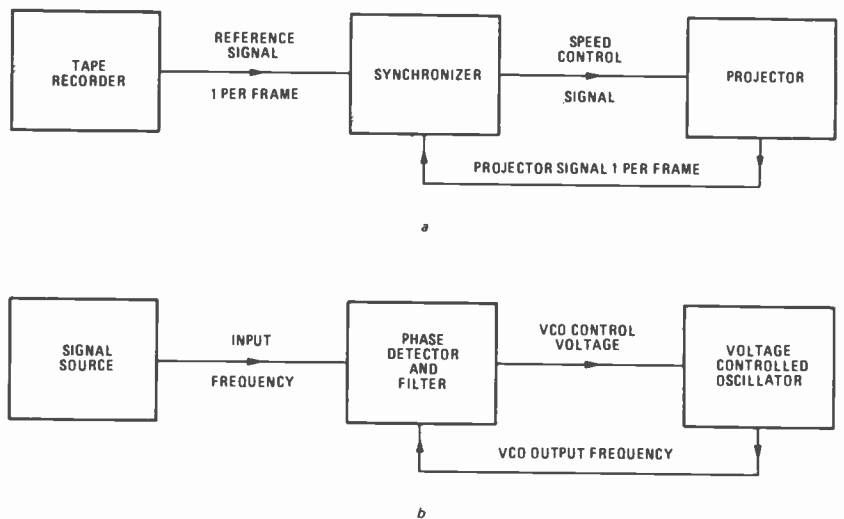 TAPE
RECORDER
REFERENCE
SIGNAL
1 PER FRAME
SYNCHRONIZER
SPEED
CONTROL
SIGNAL
PROJECTOR
PROJECTOR SIGNAL 1 PER FRAME
a
SIGNAL
SOURCE
INPUT
FREQUENCY
PHASE
DETECTOR
AND
FILTER
VCO CONTROL
VOLTAGE
VOLTAGE
CONTROLLED
OSCILLATOR
VCO OUTPUT FREQUENCY
b